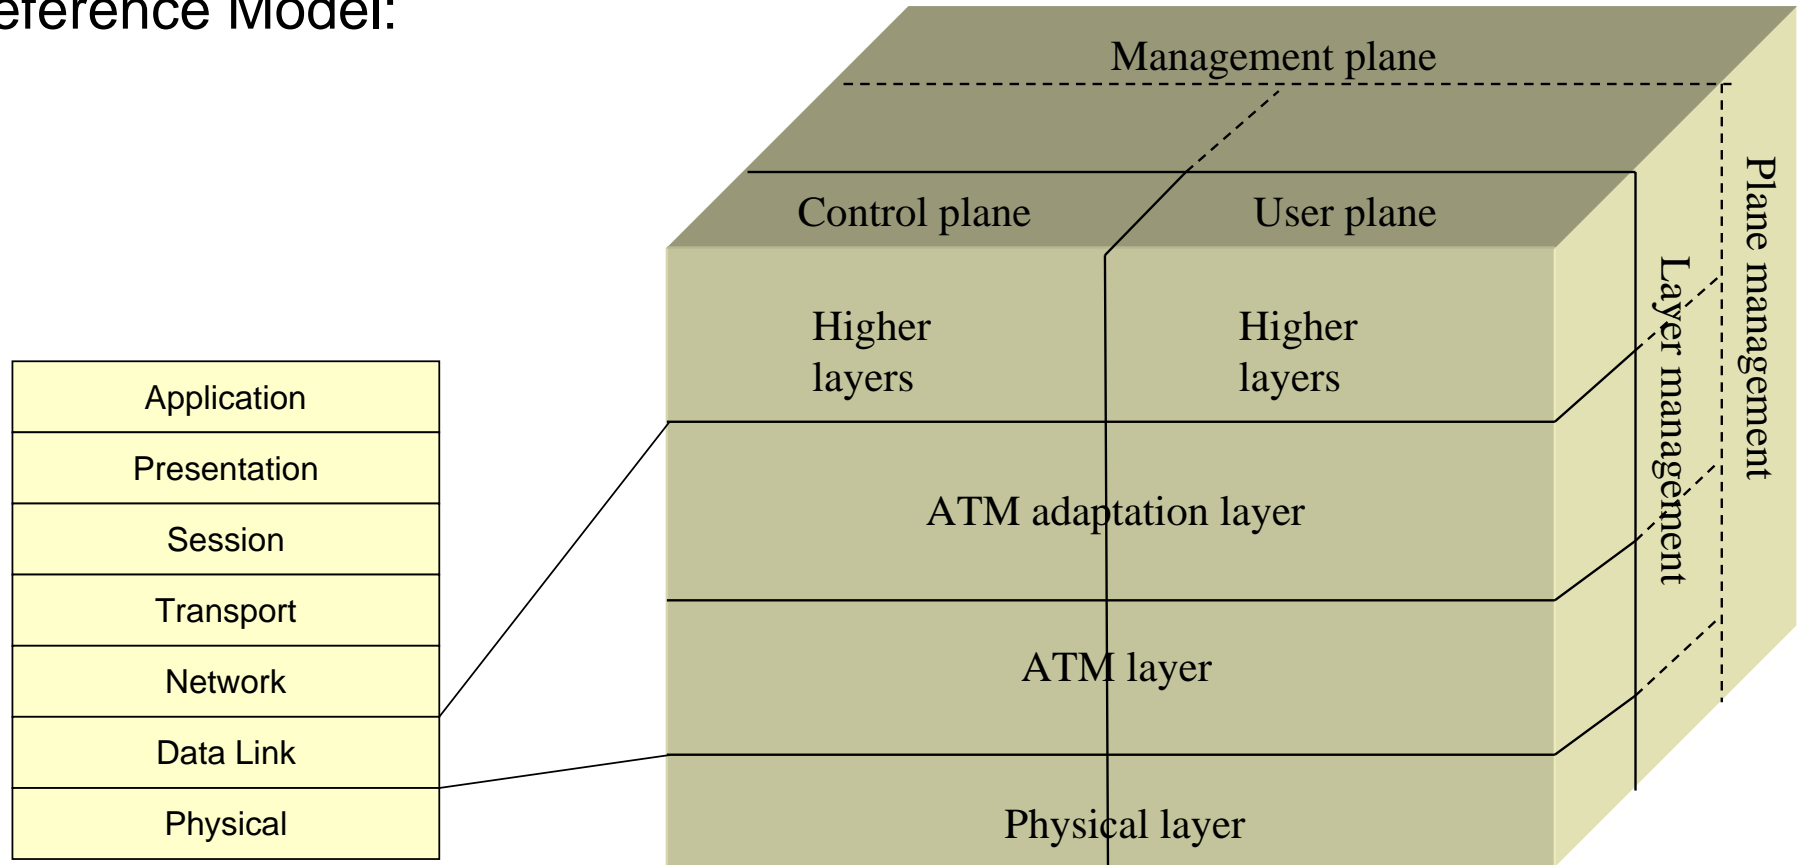 eference Model:
Management plane
Control plane
User plane
Plane management
Layer management
Higher
layers
Higher
layers
ATM adaptation layer
ATM layer
Physical layer
Application
Presentation
Session
Transport
Network
Data Link
Physical